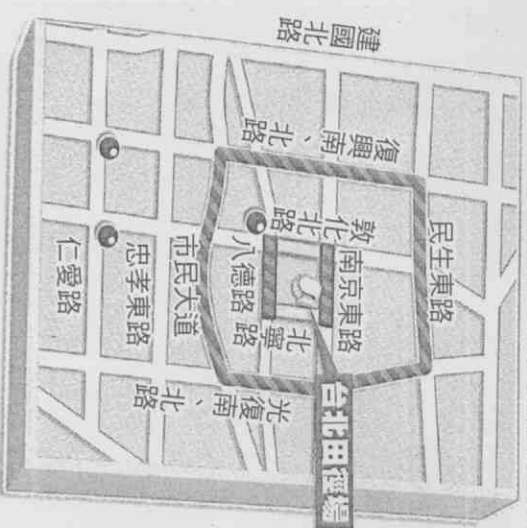 建國北路
復興南、北路
敦化北路
民生東路
南京東路
台北田徑場
北寧路
八德路
市民大道
忠孝東路
仁愛路
光復南、北路